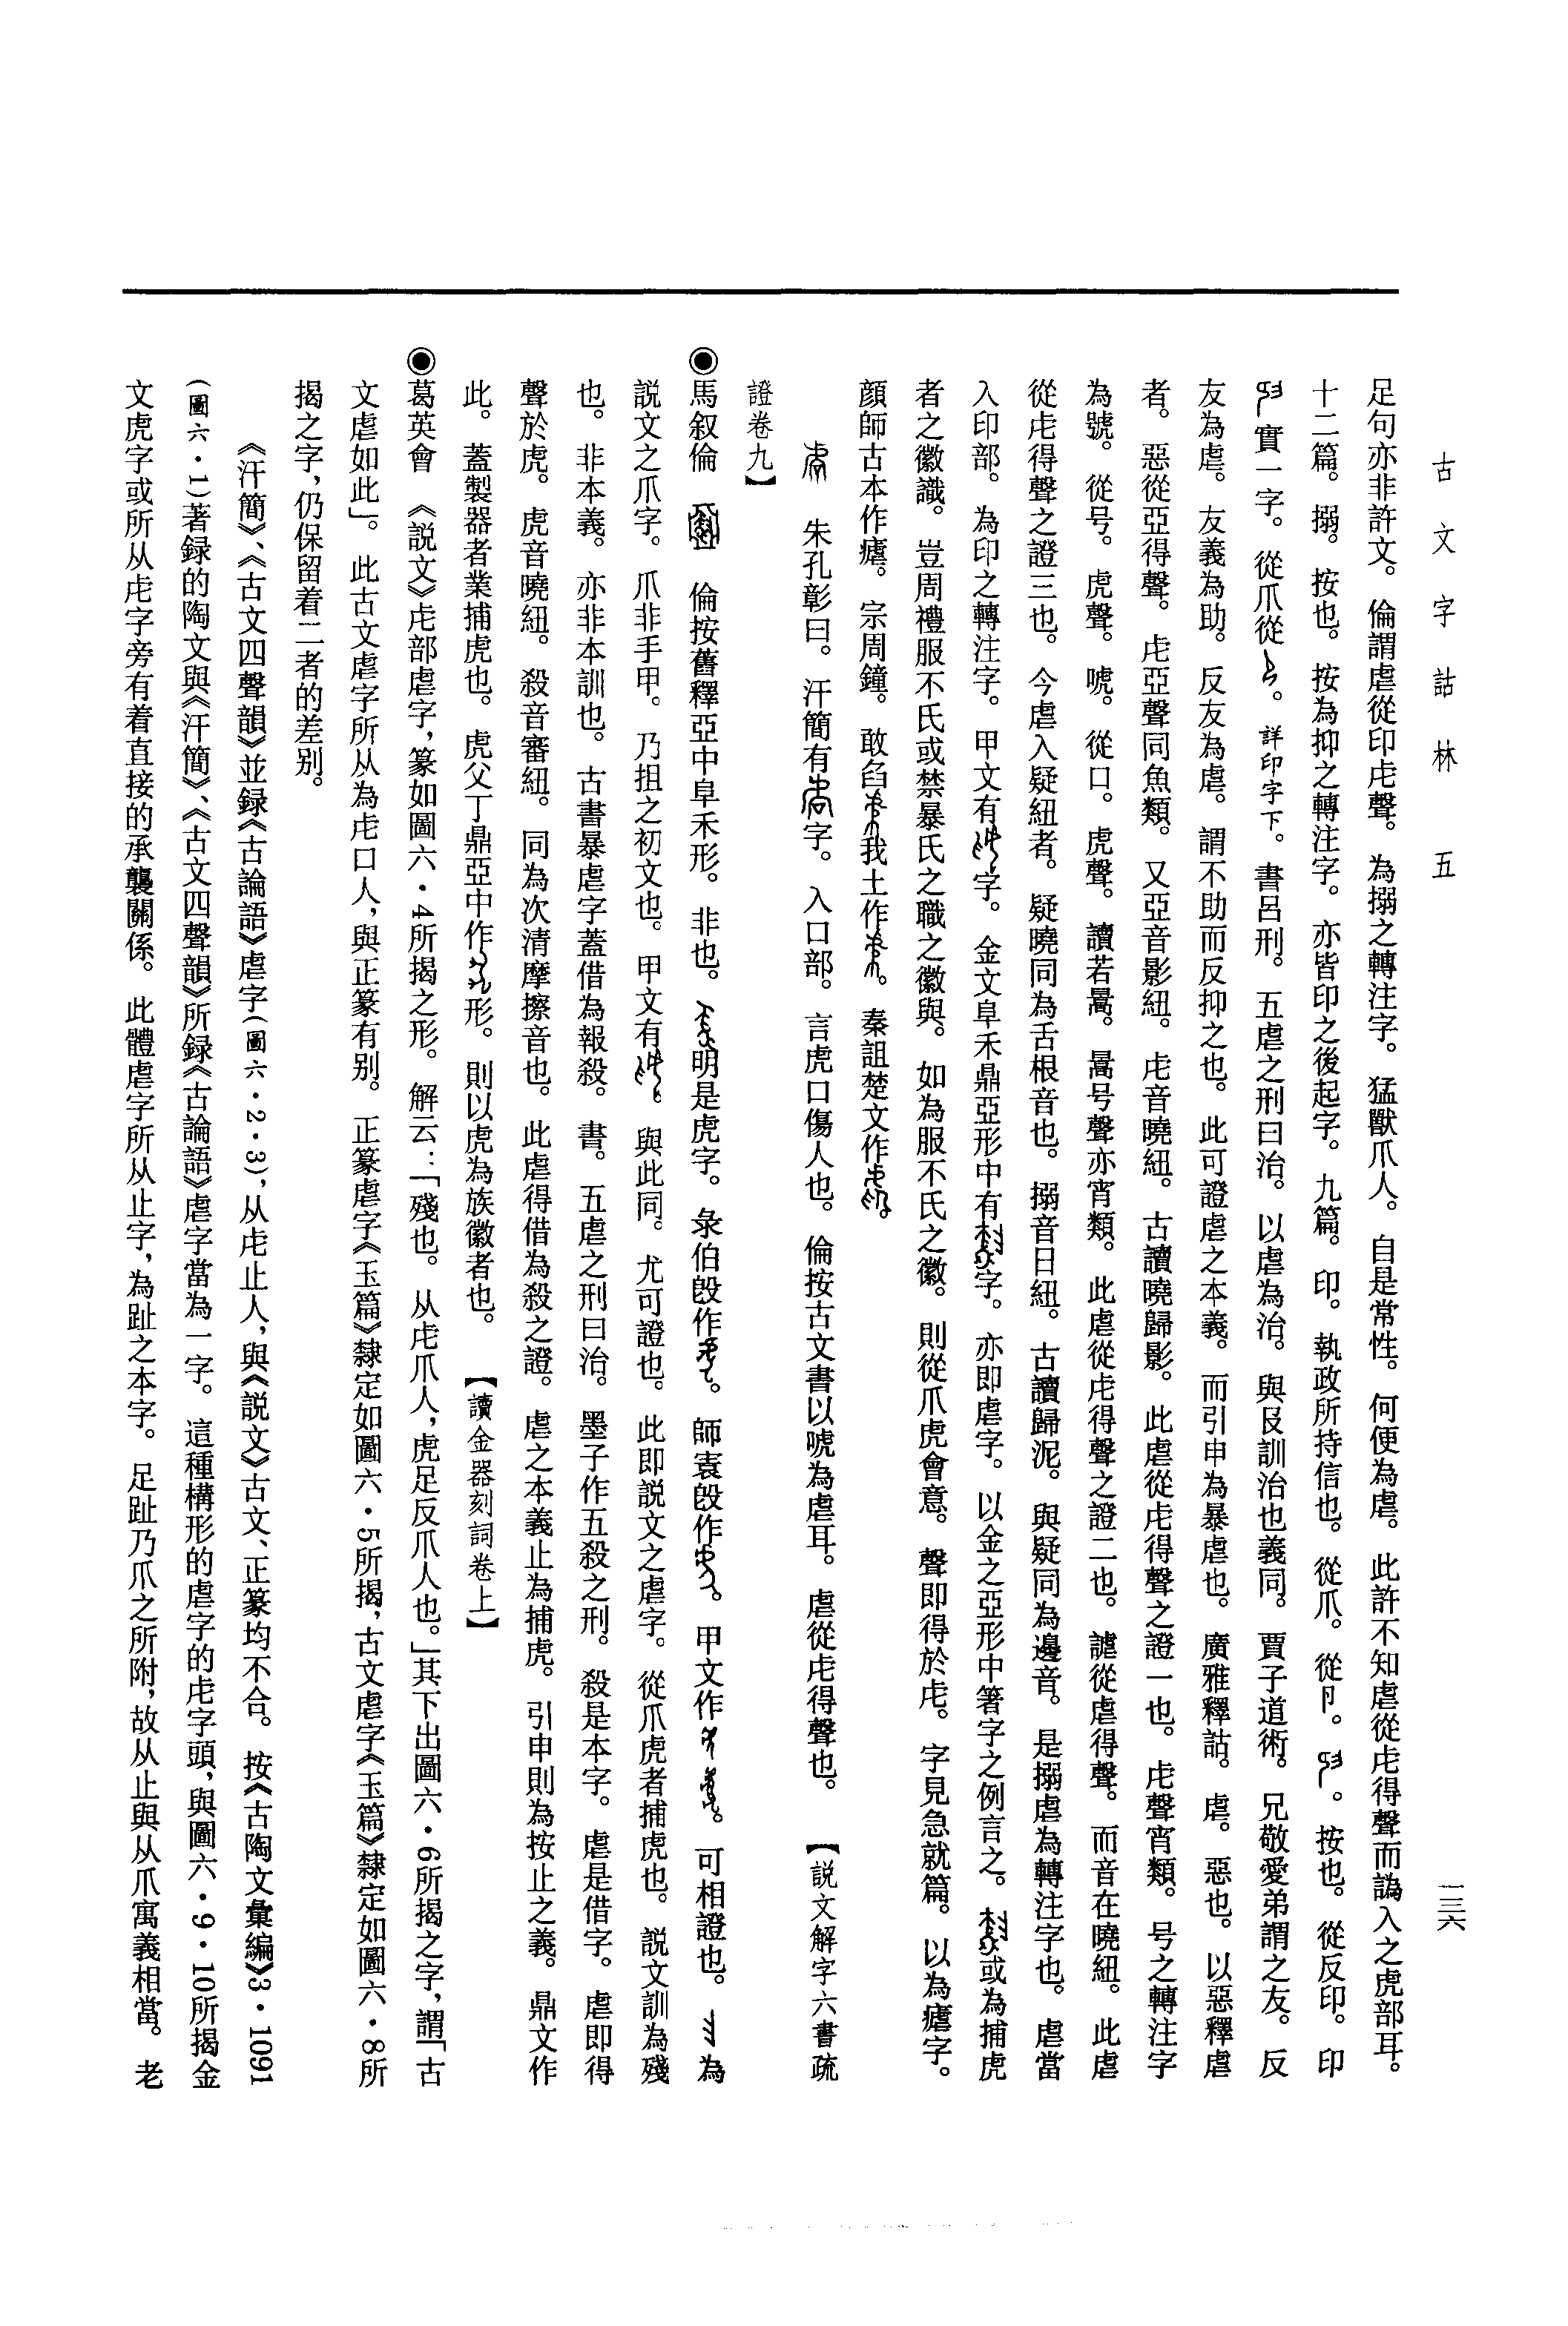 古文字詁林 五
一三六
足句亦非許文。倫謂虐從印虍聲。為搦之轉注字。猛獸爪人。自是常性。何便為虐。此許不知虐從虍得聲而譌入之虎部耳。
十二篇。搦。按也。按為抑之轉注字。亦皆印之後起字。九篇。印。執政所持信也。從爪。從卪。按也。從反印。印
實一字。從爪從。詳印字下。書呂刑。五虐之刑曰治。以虐為治。與𠬝訓治也義同。賈子道術。兄敬愛弟謂之友。反
友為虐。友義為助。反友為虐。謂不助而反抑之也。此可證虐之本義。而引申為暴虐也。廣雅釋詁。虐。惡也。以惡釋虐
者。惡從亞得聲。虍亞聲同魚類。又亞音影紐。虍音曉紐。古讀曉歸影。此虐從虍得聲之證一也。虍聲宵類。号之轉注字
為號。從号。虎聲。唬。從口。虎聲。讀若暠。暠号聲亦宵類。此虐從虍得聲之證二也。謔從虐得聲。而音在曉紐。此虐
從虍得聲之證三也。今虐入疑紐者。疑曉同為舌根音也。搦音日紐。古讀歸泥。與疑同為邊音。是搦虐為轉注字也。虐當
入印部。為印之轉注字。甲文有字。金文阜禾鼎亞形中有字。亦即虐字。以金之亞形中箸字之例言之。或為捕虎
者之徽識。豈周禮服不氏或禁暴氏之職之徽與。如為服不氏之徽。則從爪虎會意。聲即得於虍。字見急就篇。以為瘧字。
顏師古本作瘧。宗周鐘。敢臽我土作。秦詛楚文作。
朱孔彰曰。汗簡有字。入口部。言虎口傷人也。倫按古文書以唬為虐耳。虐從虍得聲也。【説文解字六書疏
證卷九】
◉馬叙倫 倫按舊釋亞中阜禾形。非也。明是虎字。彔伯𣪘作。師㝨𣪘作。甲文作。可相證也。為
説文之爪字。爪非手甲。乃抯之初文也。甲文有。與此同。尤可證也。此即説文之虐字。從爪虎者捕虎也。説文訓為殘
也。非本義。亦非本訓也。古書暴虐字蓋借為報殺。書。五虐之刑曰治。墨子作五殺之刑。殺是本字。虐是借字。虐即得
聲於虎。虎音曉紐。殺音審紐。同為次清摩擦音也。此虐得借為殺之證。虐之本義止為捕虎。引申則為按止之義。鼎文作
此。蓋製器者業捕虎也。虎父丁鼎亞中作形。則以虎為族徽者也。【讀金器刻詞卷上】
◉葛英會 《説文》虍部虐字，篆如圖六·4所揭之形。解云：「殘也。从虍爪人，虎足反爪人也。」其下出圖六·6所揭之字，謂「古
文虐如此」。此古文虐字所从為虍口人，與正篆有別。正篆虐字《玉篇》隸定如圖六·5所揭，古文虐字《玉篇》隸定如圖六·8所
揭之字，仍保留着二者的差别。
《汗簡》、《古文四聲韻》並録《古論語》虐字（圖六·2·3），从虍止人，與《説文》古文、正篆均不合。按《古陶文彙編》3·1091
（圖六·1）著録的陶文與《汗簡》、《古文四聲韻》所録《古論語》虐字當為一字。這種構形的虐字的虍字頭，與圖六·9·10所揭金
文虎字或所从虍字旁有着直接的承襲關係。此體虐字所从止字，為趾之本字。足趾乃爪之所附，故从止與从爪寓義相當。老